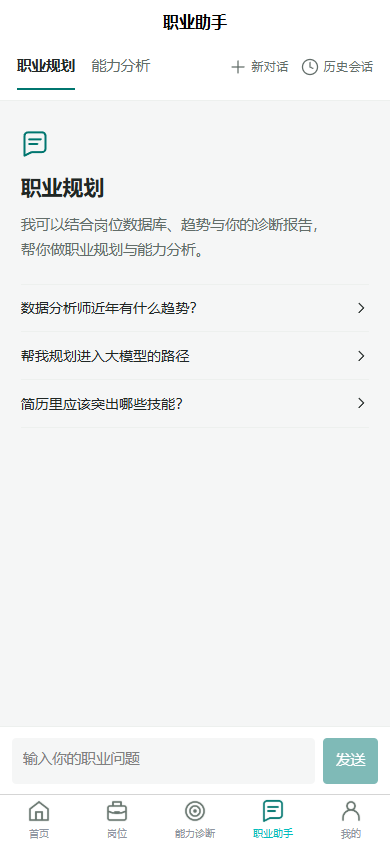 职业助手
职业规划 能力分析 新对话 历史会话
职业规划
我可以结合岗位数据库、趋势与你的诊断报告，
帮你做职业规划与能力分析。
数据分析师近年有什么趋势？
帮我规划进入大模型的路径
简历里应该突出哪些技能？
输入你的职业问题 发送
首页 岗位 能力诊断 职业助手 我的